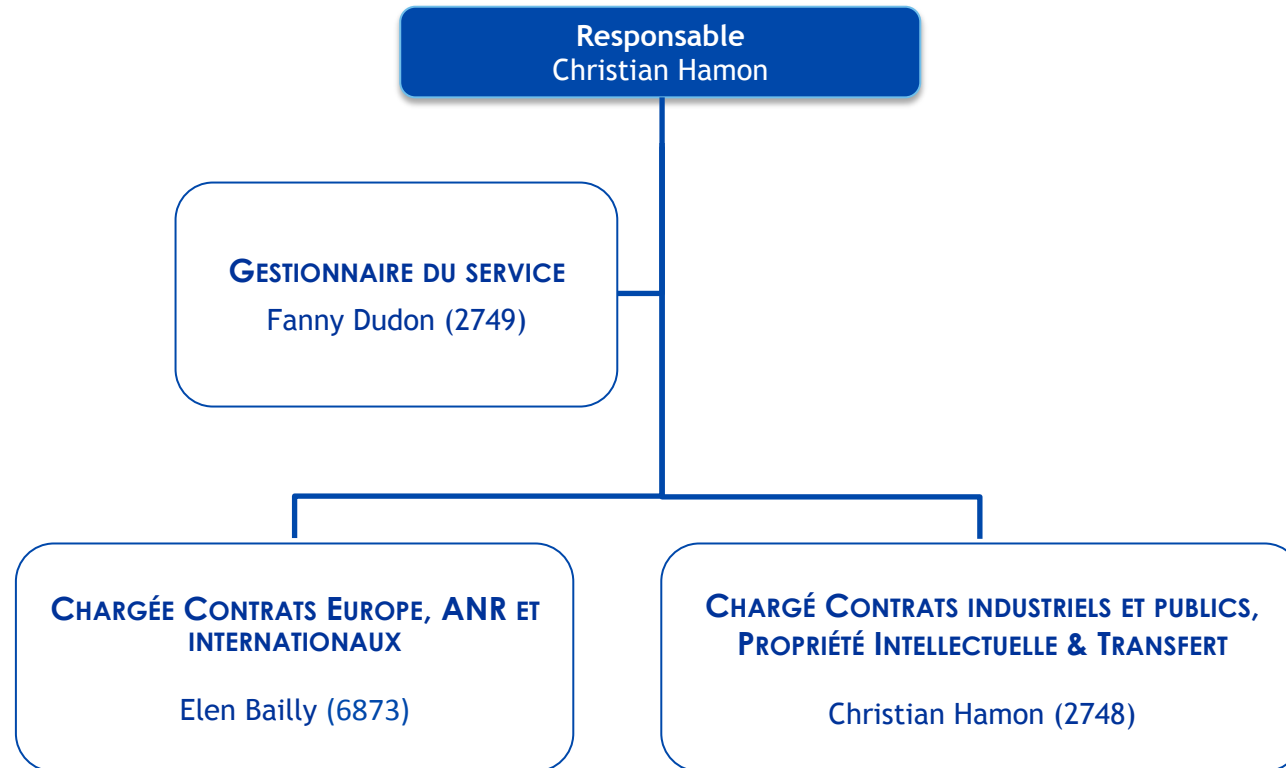 Responsable
Christian Hamon
GESTIONNAIRE DU SERVICE
Fanny Dudon (2749)
CHARGÉE CONTRATS EUROPE, ANR ET
INTERNATIONAUX
Elen Bailly (6873)
CHARGÉ CONTRATS INDUSTRIELS ET PUBLICS,
PROPRIÉTÉ INTELLECTUELLE & TRANSFERT
Christian Hamon (2748)